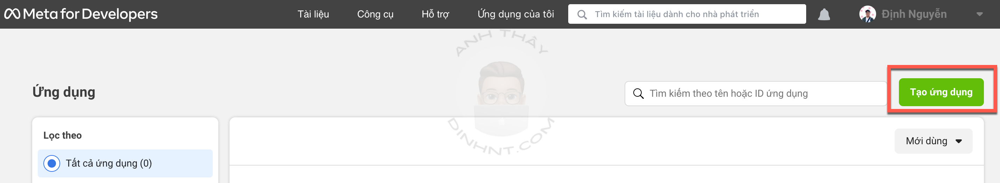 Meta for Developers
Tài liệu
Công cụ
Hỗ trợ
Ứng dụng của tôi
Tìm kiếm tài liệu dành cho nhà phát triển
Định Nguyễn
ANH THẦY
DINHNT.COM
Ứng dụng
Tìm kiếm theo tên hoặc ID ứng dụng
Tạo ứng dụng
Lọc theo
Mới dùng
Tất cả ứng dụng (0)